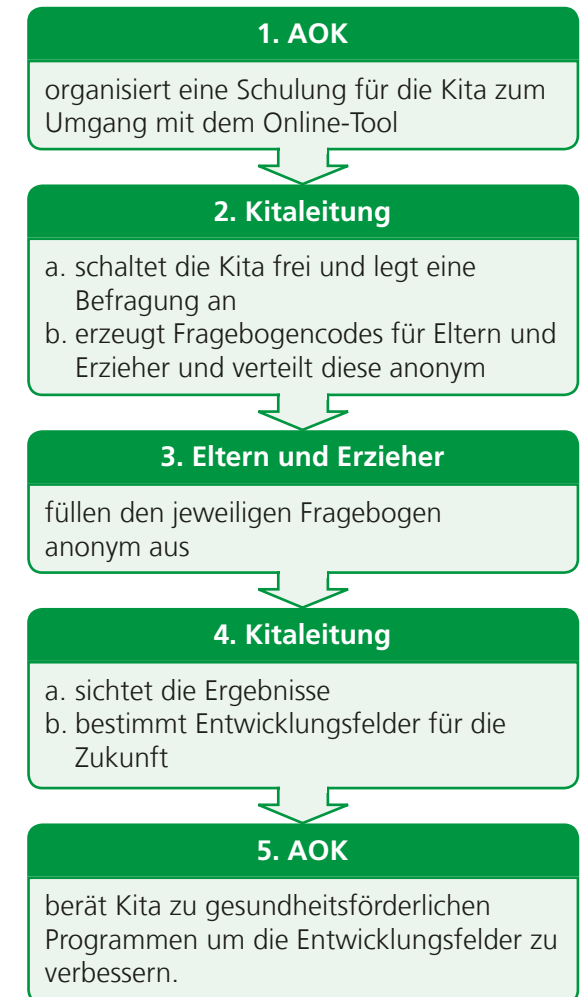 1. AOK
organisiert eine Schulung für die Kita zum
Umgang mit dem Online-Tool
2. Kitaleitung
a. schaltet die Kita frei und legt eine
Befragung an
b. erzeugt Fragebogencodes für Eltern und
Erzieher und verteilt diese anonym
3. Eltern und Erzieher
füllen den jeweiligen Fragebogen
anonym aus
4. Kitaleitung
a. sichtet die Ergebnisse
b. bestimmt Entwicklungsfelder für die
Zukunft
5. AOK
berät Kita zu gesundheitsförderlichen
Programmen um die Entwicklungsfelder zu
verbessern.